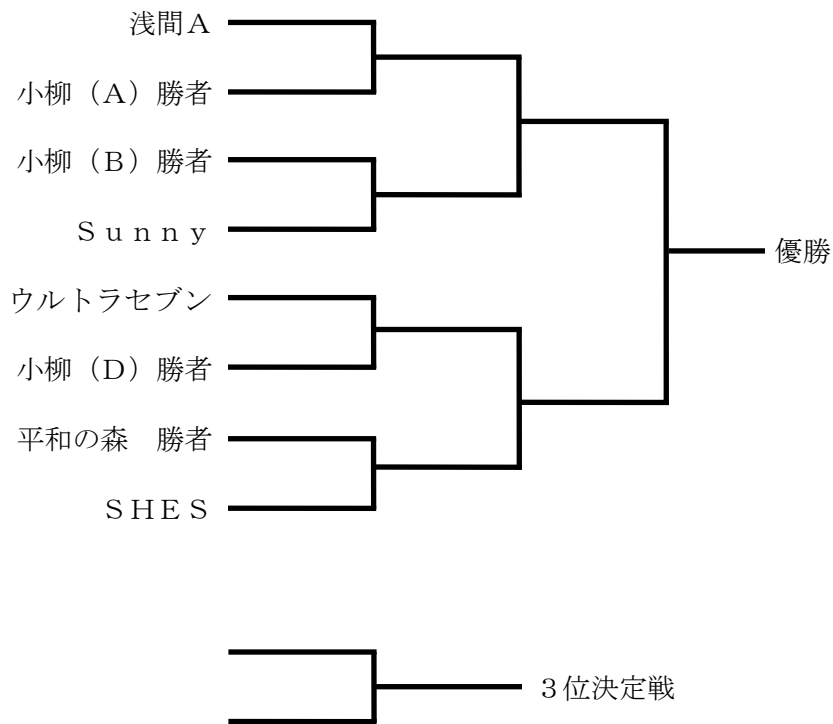 浅間A
小柳（A）勝者
小柳（B）勝者
Ｓｕｎｎｙ
優勝
ウルトラセブン
小柳（D）勝者
平和の森　勝者
ＳＨＥＳ
３位決定戦